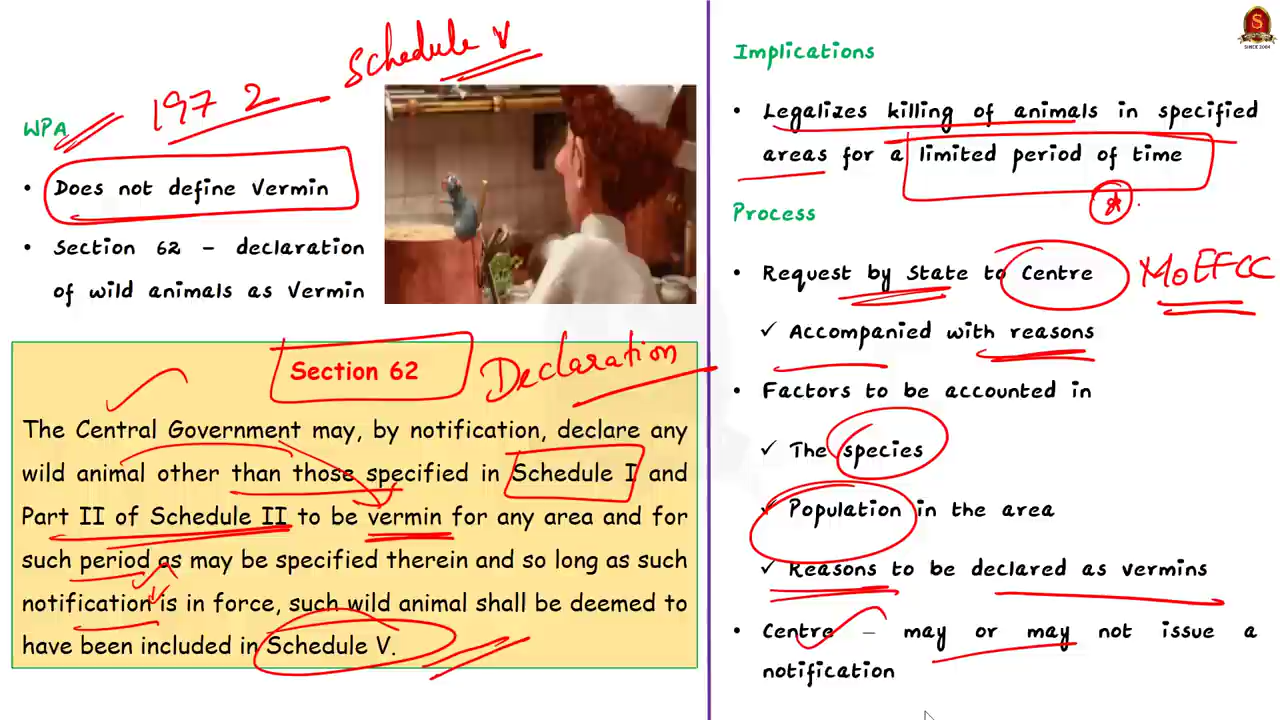 Schedule V
1972
WPA
• Does not define Vermin
• Section 62 – declaration
of wild animals as Vermin
Section 62
Declaration
The Central Government may, by notification, declare any
wild animal other than those specified in Schedule I and
Part II of Schedule II to be vermin for any area and for
such period as may be specified therein and so long as such
notification is in force, such wild animal shall be deemed to
have been included in Schedule V.
S
SINCE 2004
Implications
• Legalizes killing of animals in specified
areas for a limited period of time
Process
• Request by State to Centre MoEFCC
✓ Accompanied with reasons
• Factors to be accounted in
✓ The species
✓ Population in the area
✓ Reasons to be declared as vermins
• Centre – may or may not issue a
notification